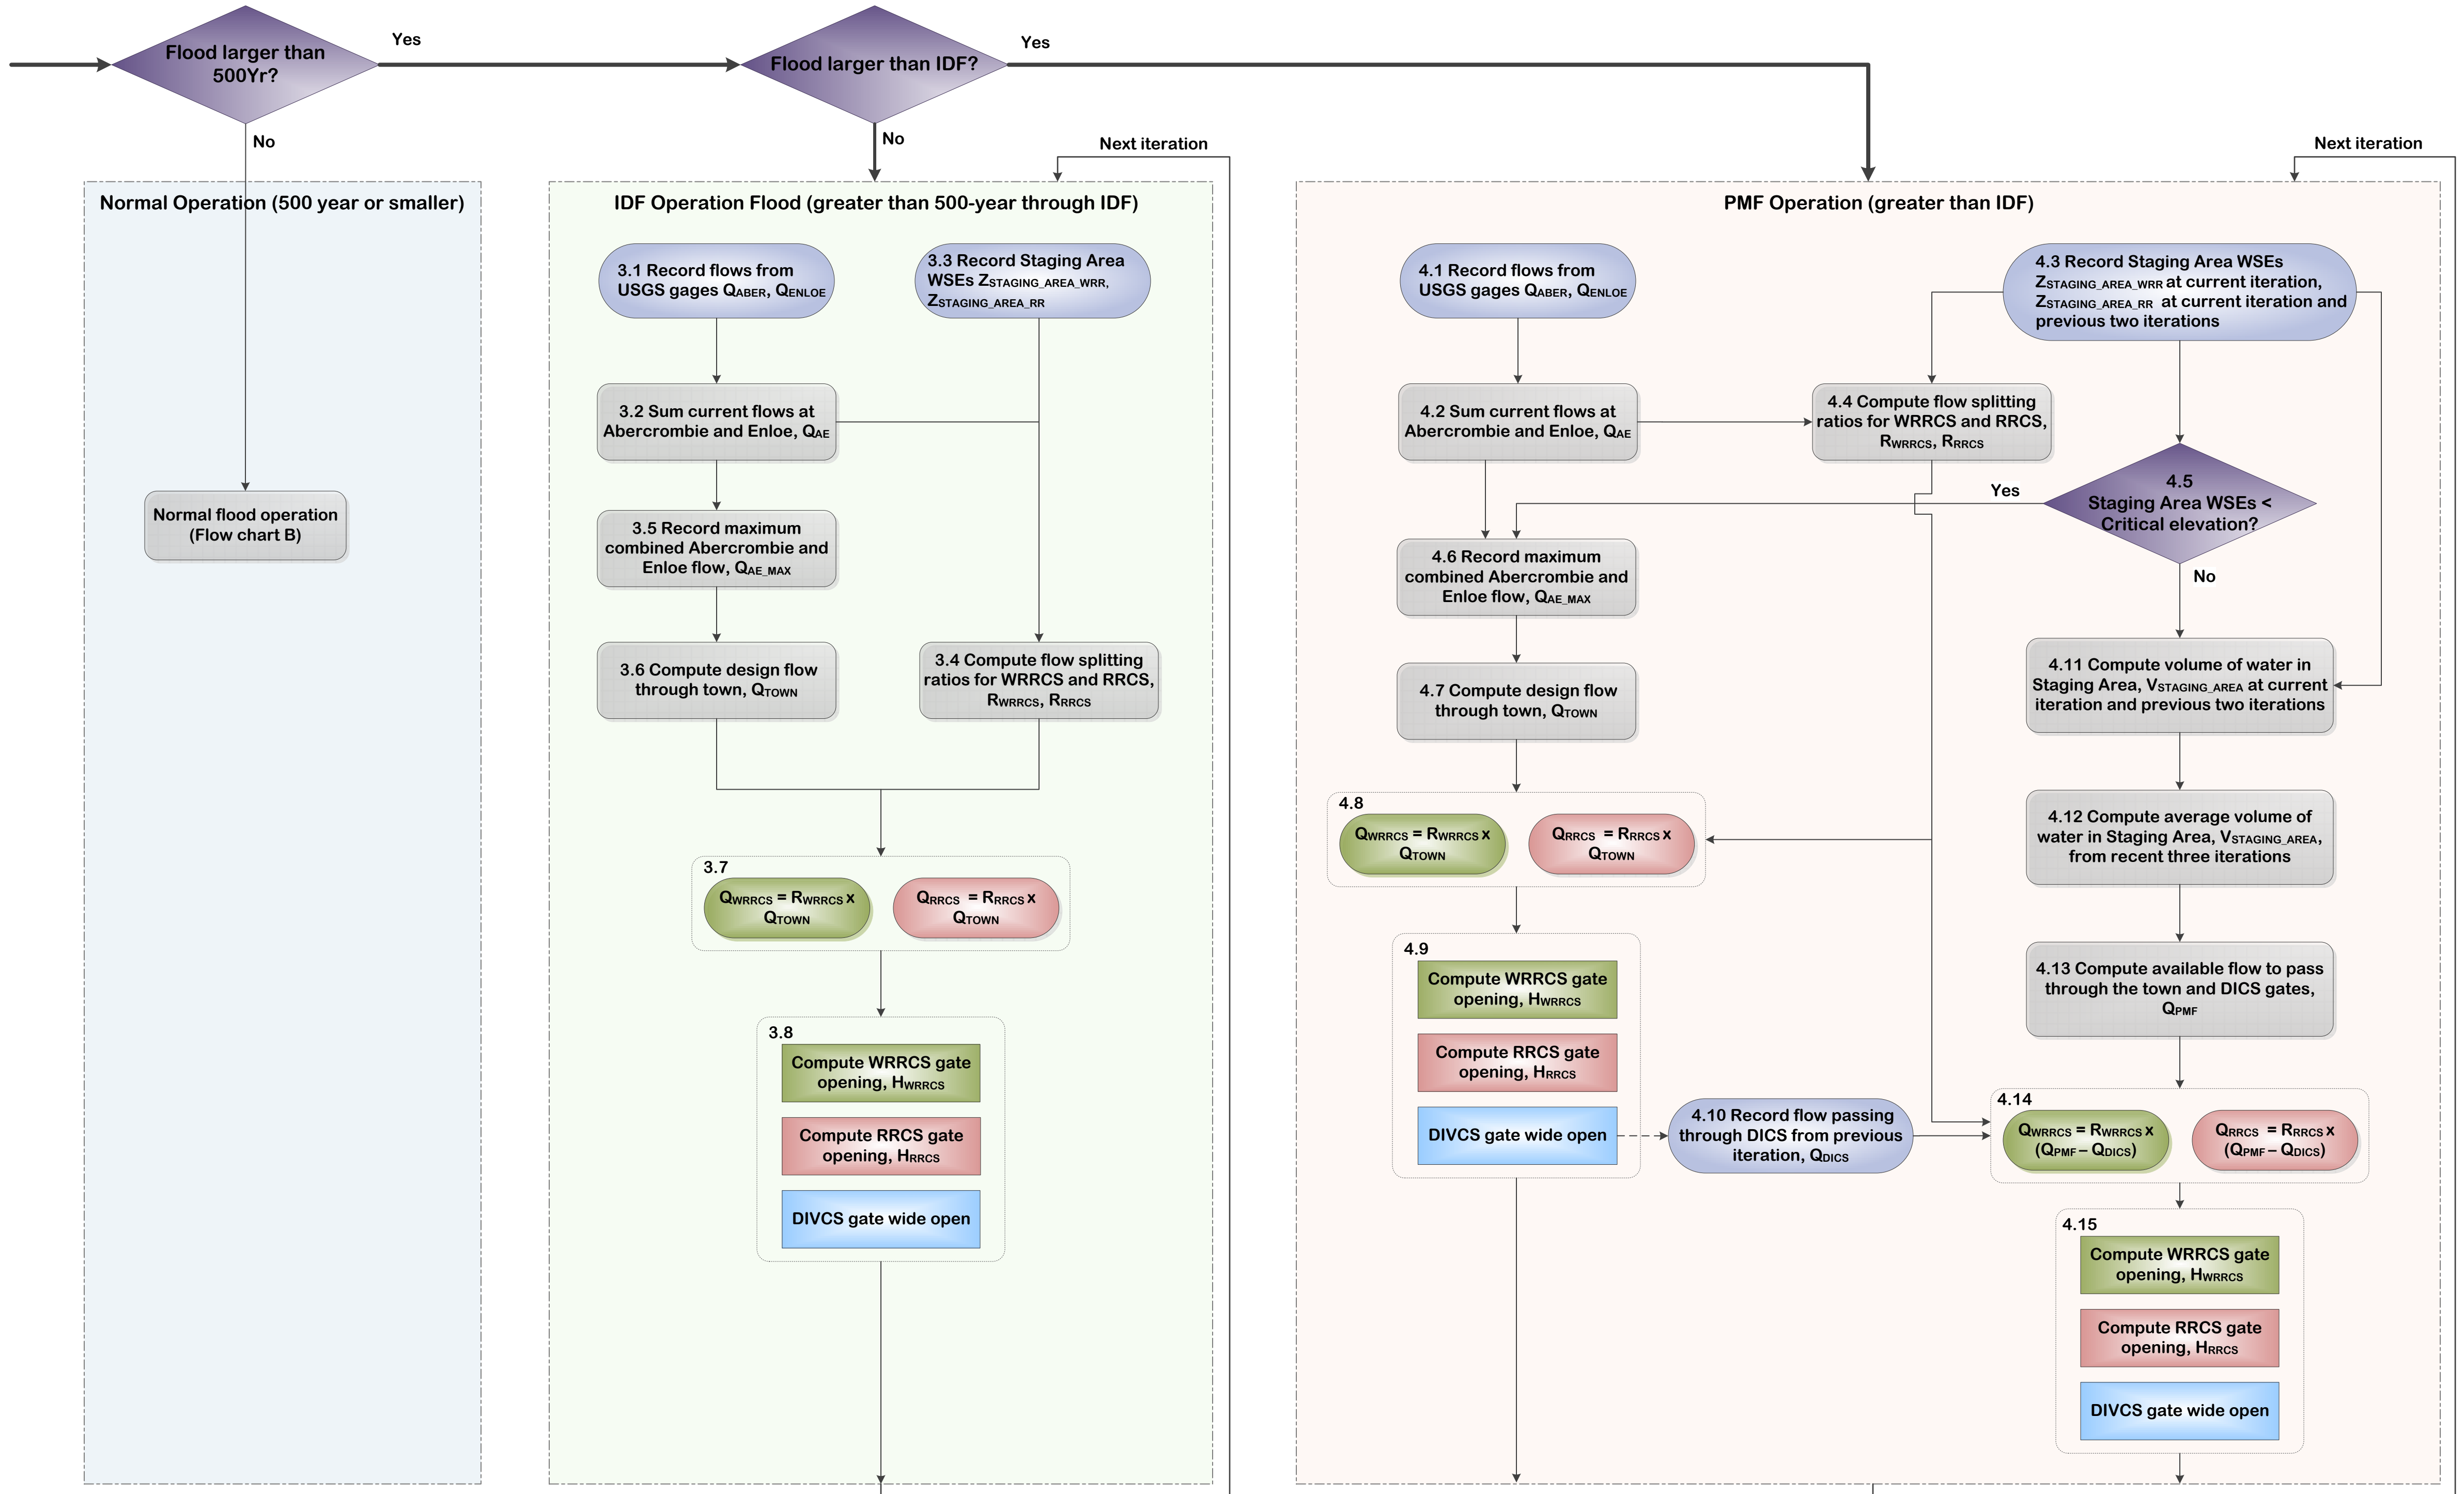 Flood larger than
500Yr?
Yes
No
Flood larger than IDF?
Yes
No
Next iteration
Next iteration
Normal Operation (500 year or smaller)
Normal flood operation
(Flow chart B)
IDF Operation Flood (greater than 500-year through IDF)
3.1 Record flows from
USGS gages QABER, QENLOE
3.3 Record Staging Area
WSEs ZSTAGING_AREA_WRR,
ZSTAGING_AREA_RR
3.2 Sum current flows at
Abercrombie and Enloe, QAE
3.5 Record maximum
combined Abercrombie and
Enloe flow, QAE_MAX
3.6 Compute design flow
through town, QTOWN
3.4 Compute flow splitting
ratios for WRRCS and RRCS,
RWRRCS, RRRCS
3.7
QWRRCS = RWRRCS x
QTOWN
QRRCS = RRRCS x
QTOWN
3.8
Compute WRRCS gate
opening, HWRRCS
Compute RRCS gate
opening, HRRCS
DIVCS gate wide open
PMF Operation (greater than IDF)
4.1 Record flows from
USGS gages QABER, QENLOE
4.3 Record Staging Area WSEs
ZSTAGING_AREA_WRR at current iteration,
ZSTAGING_AREA_RR at current iteration and
previous two iterations
4.2 Sum current flows at
Abercrombie and Enloe, QAE
4.4 Compute flow splitting
ratios for WRRCS and RRCS,
RWRRCS, RRRCS
4.5
Staging Area WSEs <
Critical elevation?
Yes
No
4.6 Record maximum
combined Abercrombie and
Enloe flow, QAE_MAX
4.7 Compute design flow
through town, QTOWN
4.11 Compute volume of water in
Staging Area, VSTAGING_AREA at current
iteration and previous two iterations
4.8
QWRRCS = RWRRCS x
QTOWN
QRRCS = RRRCS x
QTOWN
4.12 Compute average volume of
water in Staging Area, VSTAGING_AREA,
from recent three iterations
4.9
Compute WRRCS gate
opening, HWRRCS
Compute RRCS gate
opening, HRRCS
DIVCS gate wide open
4.13 Compute available flow to pass
through the town and DICS gates,
QPMF
4.10 Record flow passing
through DICS from previous
iteration, QDICS
4.14
QWRRCS = RWRRCS x
(QPMF – QDICS)
QRRCS = RRRCS x
(QPMF – QDICS)
4.15
Compute WRRCS gate
opening, HWRRCS
Compute RRCS gate
opening, HRRCS
DIVCS gate wide open